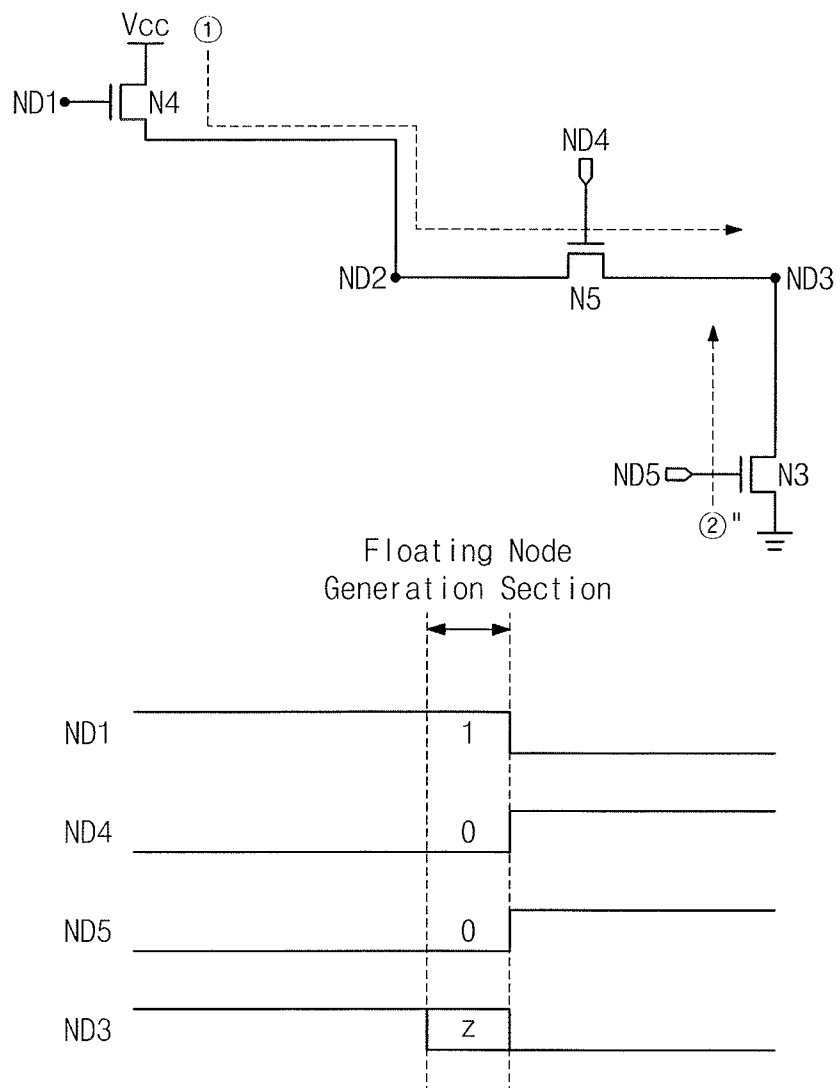 Vcc ①
ND1 N4
ND4
ND2 N5 ND3
ND5 N3
②"
Floating Node
Generation Section
ND1 1
ND4 0
ND5 0
ND3 z